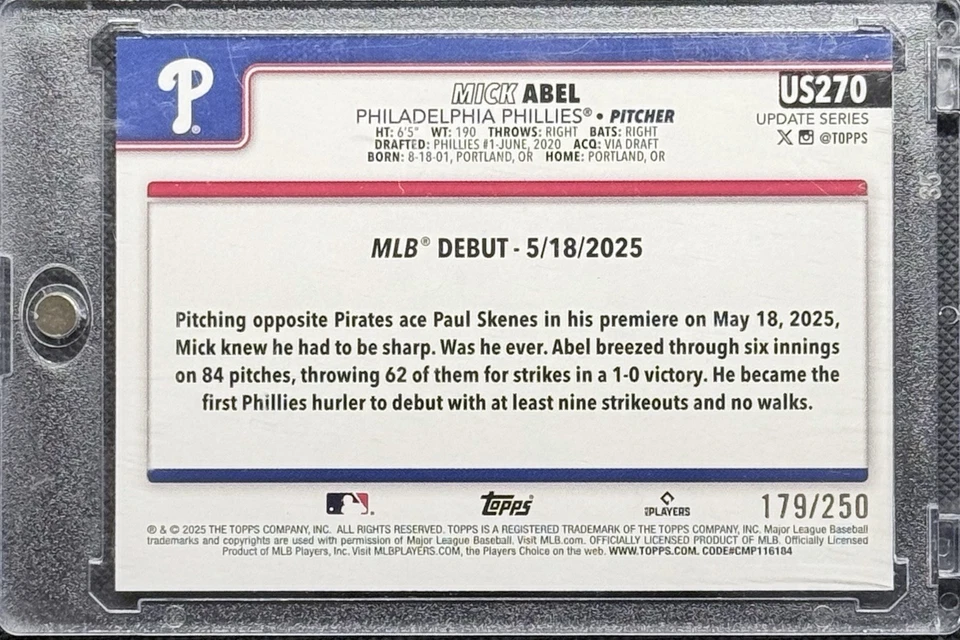 P
MICK ABEL
US270
PHILADELPHIA PHILLIES® • PITCHER
UPDATE SERIES
HT: 6'5" WT: 190 THROWS: RIGHT BATS: RIGHT
@TOPPS
DRAFTED: PHILLIES #1-JUNE, 2020 ACQ: VIA DRAFT
BORN: 8-18-01, PORTLAND, OR HOME: PORTLAND, OR
MLB® DEBUT - 5/18/2025
Pitching opposite Pirates ace Paul Skenes in his premiere on May 18, 2025,
Mick knew he had to be sharp. Was he ever. Abel breezed through six innings
on 84 pitches, throwing 62 of them for strikes in a 1-0 victory. He became the
first Phillies hurler to debut with at least nine strikeouts and no walks.
Topps®
PLAYERS
179/250
® & © 2025 THE TOPPS COMPANY, INC. ALL RIGHTS RESERVED. TOPPS IS A REGISTERED TRADEMARK OF THE TOPPS COMPANY, INC. Major League Baseball
trademarks and copyrights are used with permission of Major League Baseball. Visit MLB.com. OFFICIALLY LICENSED PRODUCT OF MLB. Officially Licensed
Product of MLB Players, Inc. Visit MLBPLAYERS.COM, the Players Choice on the web. WWW.TOPPS.COM. CODE#CMP116184